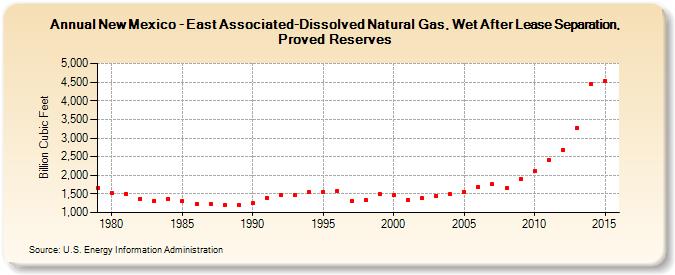 Annual New Mexico - East Associated-Dissolved Natural Gas, Wet After Lease Separation,
Proved Reserves
Billion Cubic Feet
5,000
4,500
4,000
3,500
3,000
2,500
2,000
1,500
1,000
1980 1985 1990 1995 2000 2005 2010 2015
Source: U.S. Energy Information Administration